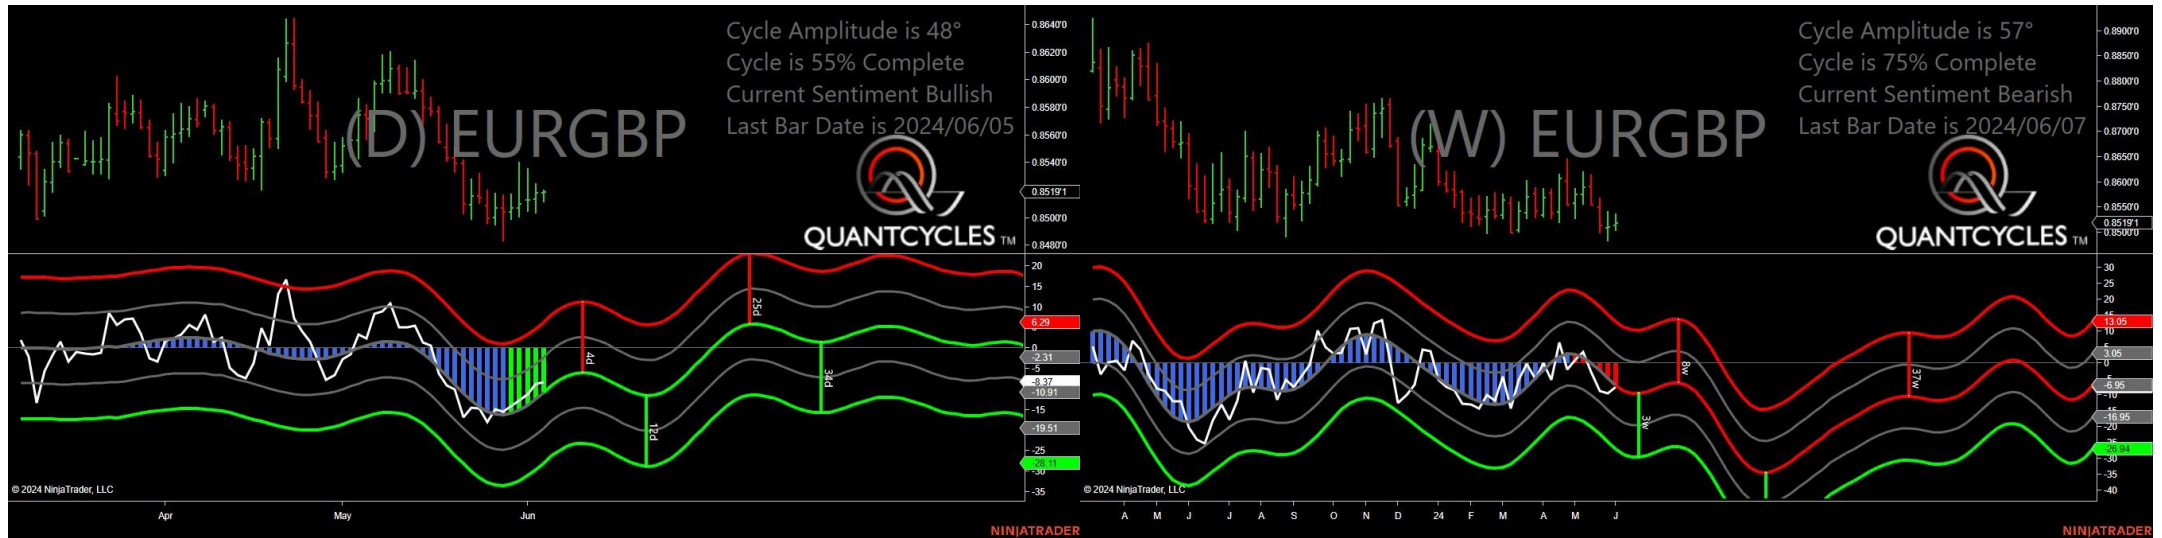 Cycle Amplitude is 48°
Cycle is 55% Complete
Current Sentiment Bullish
Last Bar Date is 2024/06/05
(D) EURGBP
QUANTCYCLES TM
0.8640'0
0.8620'0
0.8600'0
0.8580'0
0.8560'0
0.8540'0
0.8519'1
0.8500'0
0.8480'0
20
15
10
6.29
0
-2.31
-5
-8.37
-10.91
-15
-19.51
-25
-28.11
-30
-35
4d
12d
25d
34d
© 2024 NinjaTrader, LLC
Apr
May
Jun
NINJATRADER
Cycle Amplitude is 57°
Cycle is 75% Complete
Current Sentiment Bearish
Last Bar Date is 2024/06/07
(W) EURGBP
QUANTCYCLES TM
0.8900'0
0.8850'0
0.8800'0
0.8750'0
0.8700'0
0.8650'0
0.8600'0
0.8550'0
0.8519'1
0.8500'0
30
25
20
15
13.05
10
5
3.05
0
-6.95
-10
-15
-16.95
-20
-26.94
-30
-35
-40
3w
8w
37w
© 2024 NinjaTrader, LLC
A M J J A S O N D 24 F M A M J
NINJATRADER